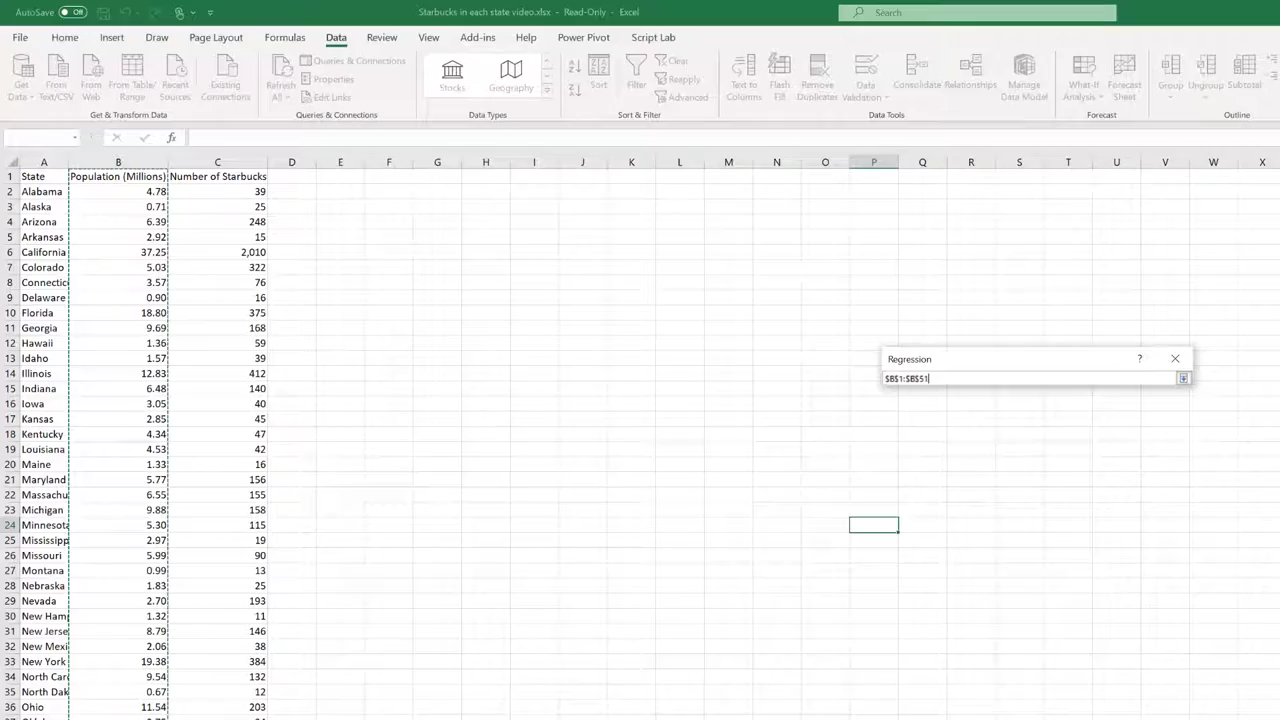 AutoSave Off Starbucks in each state video.xlsx - Read-Only - Excel Search
File Home Insert Draw Page Layout Formulas Data Review View Add-ins Help Power Pivot Script Lab
Get Data From Text/CSV From Web From Table/ Range Recent Sources Existing Connections Refresh All Queries & Connections Properties Edit Links Stocks Geography Sort Filter Clear Reapply Advanced Text to Columns Flash Fill Remove Duplicates Data Validation Consolidate Relationships Manage Data Model What-If Analysis Forecast Sheet Group Ungroup Subtotal
Get & Transform Data Queries & Connections Data Types Sort & Filter Data Tools Forecast Outline
fx
A B C D E F G H I J K L M N O P Q R S T U V W X
1 State Population (Millions) Number of Starbucks
2 Alabama 4.78 39
3 Alaska 0.71 25
4 Arizona 6.39 248
5 Arkansas 2.92 15
6 California 37.25 2,010
7 Colorado 5.03 322
8 Connectic 3.57 76
9 Delaware 0.90 16
10 Florida 18.80 375
11 Georgia 9.69 168
12 Hawaii 1.36 59
13 Idaho 1.57 39
14 Illinois 12.83 412
15 Indiana 6.48 140
16 Iowa 3.05 40
17 Kansas 2.85 45
18 Kentucky 4.34 47
19 Louisiana 4.53 42
20 Maine 1.33 16
21 Maryland 5.77 156
22 Massachu 6.55 155
23 Michigan 9.88 158
24 Minnesota 5.30 115
25 Mississipp 2.97 19
26 Missouri 5.99 90
27 Montana 0.99 13
28 Nebraska 1.83 25
29 Nevada 2.70 193
30 New Hamp 1.32 11
31 New Jerse 8.79 146
32 New Mexi 2.06 38
33 New York 19.38 384
34 North Caro 9.54 132
35 North Dak 0.67 12
36 Ohio 11.54 203
Regression ?
$B$1:$B$51